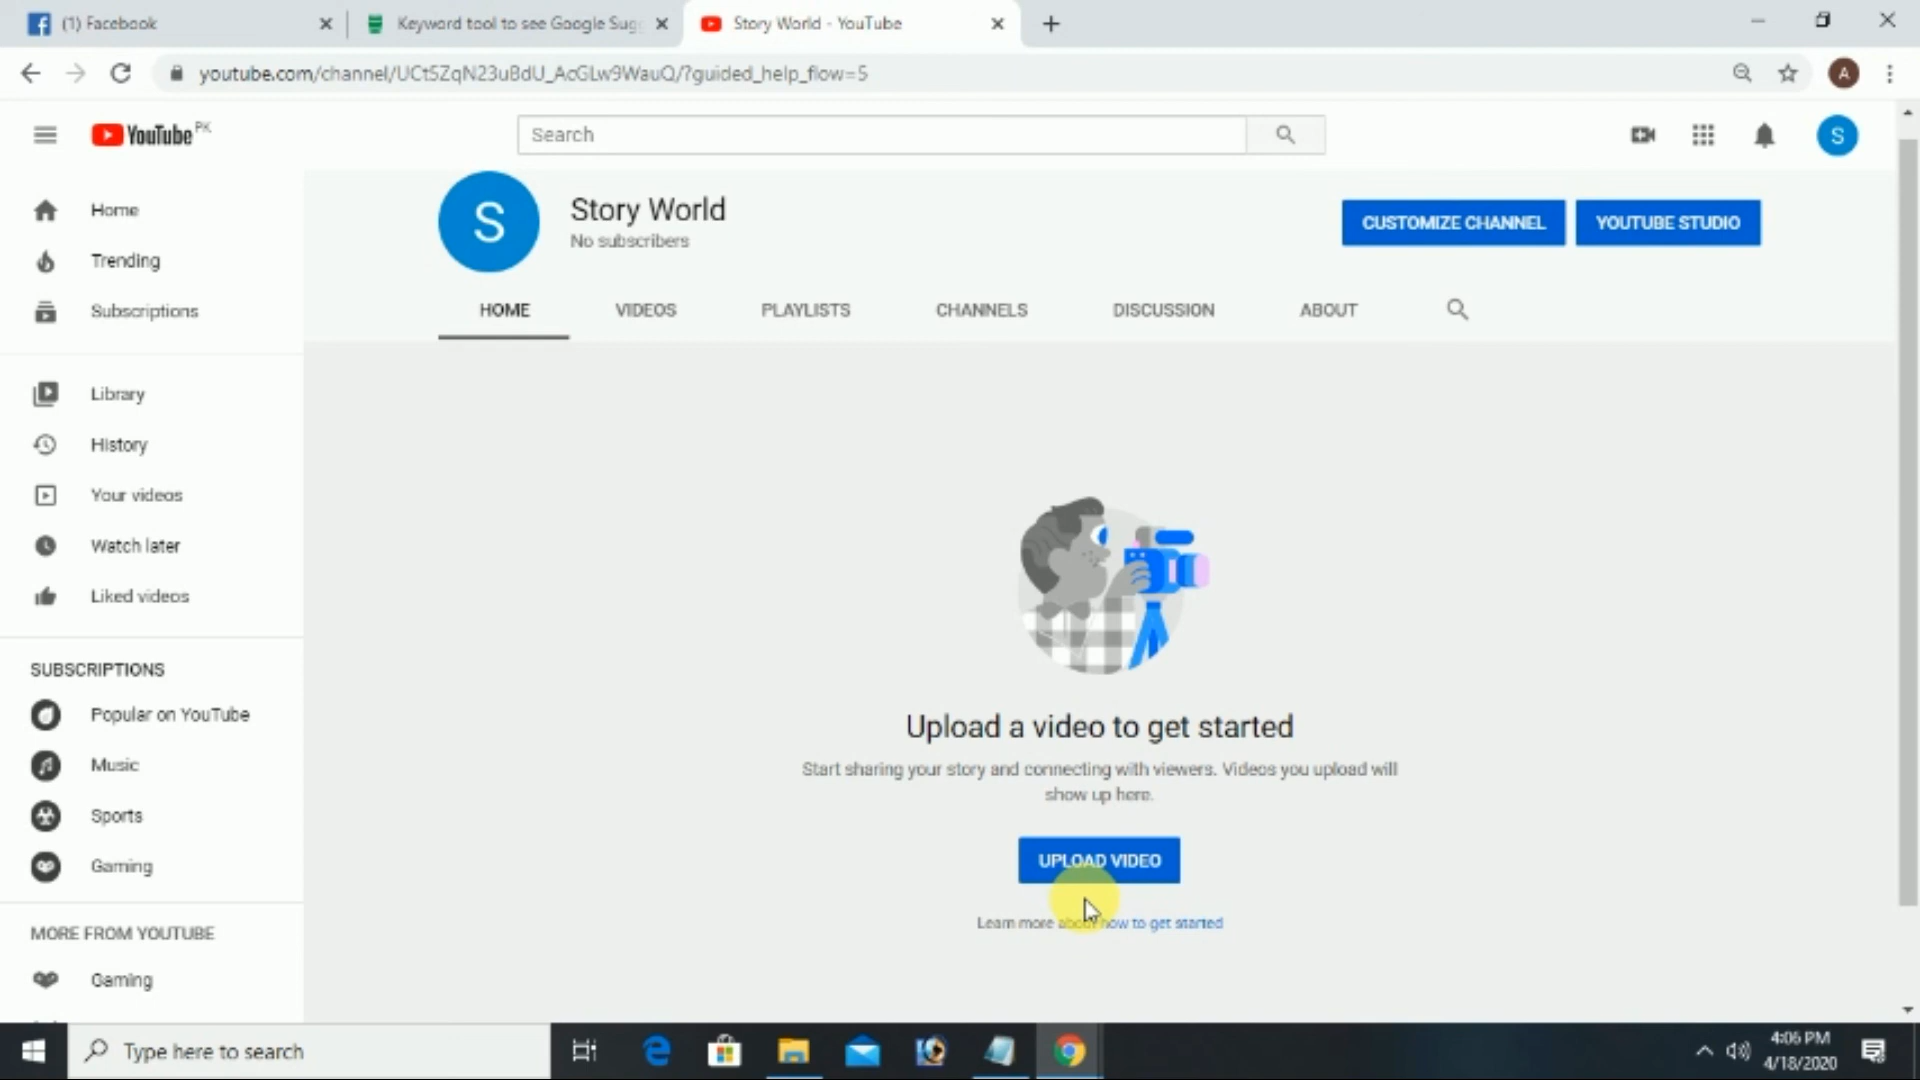 (1) Facebook
Keyword tool to see Google Sug
Story World - YouTube
youtube.com/channel/UCtSZqN23uBdU_AcGLw9WauQ/?guided_help_flow=5
A
YouTube PK
Search
S
Home
Trending
Subscriptions
Library
History
Your videos
Watch later
Liked videos
SUBSCRIPTIONS
Popular on YouTube
Music
Sports
Gaming
MORE FROM YOUTUBE
Gaming
S
Story World
No subscribers
CUSTOMIZE CHANNEL
YOUTUBE STUDIO
HOME
VIDEOS
PLAYLISTS
CHANNELS
DISCUSSION
ABOUT
Upload a video to get started
Start sharing your story and connecting with viewers. Videos you upload will
show up here.
UPLOAD VIDEO
Learn more about how to get started
Type here to search
4:06 PM
4/18/2020